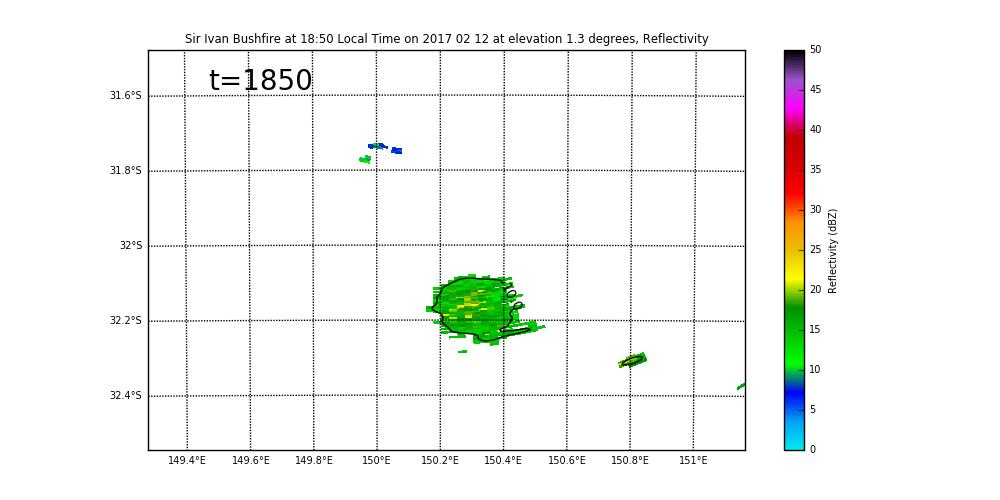 Sir Ivan Bushfire at 18:50 Local Time on 2017 02 12 at elevation 1.3 degrees, Reflectivity
t=1850
31.6°S
31.8°S
32°S
32.2°S
32.4°S
149.4°E 149.6°E 149.8°E 150°E 150.2°E 150.4°E 150.6°E 150.8°E 151°E
50
45
40
35
30
25
20
15
10
5
0
Reflectivity (dBZ)